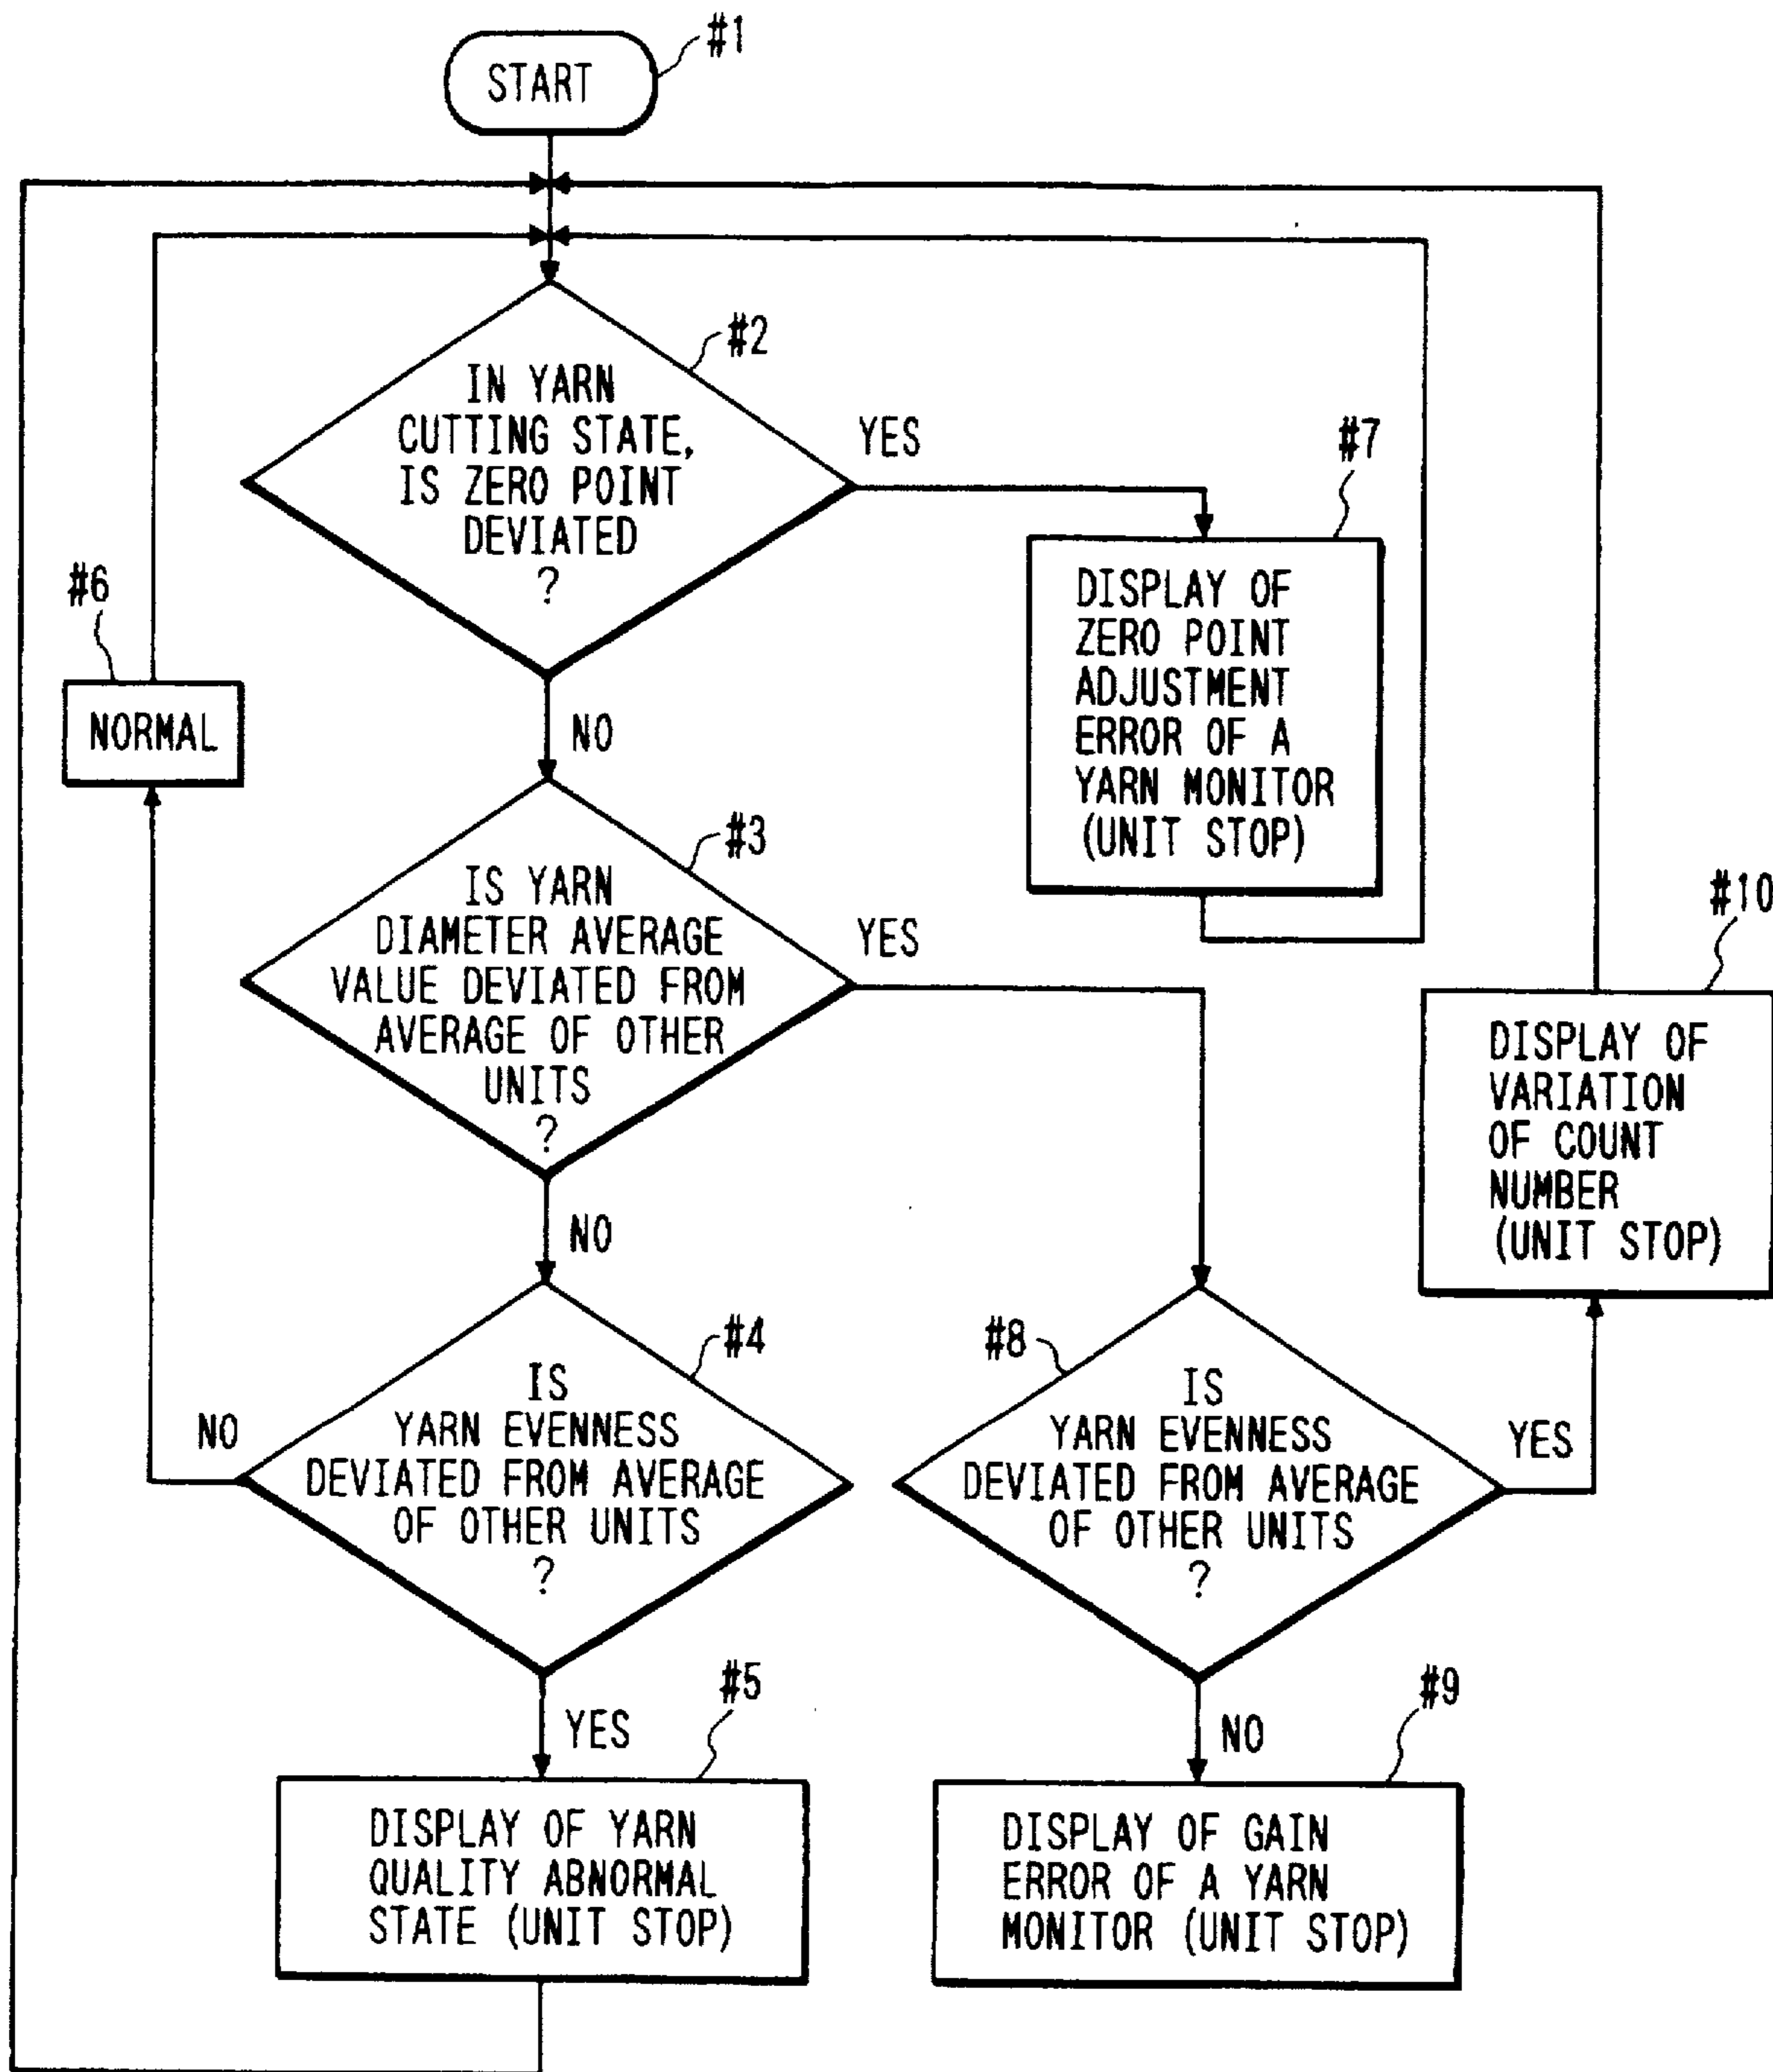 #1
START
#2
IN YARN
CUTTING STATE,
IS ZERO POINT
DEVIATED
?
YES
#7
DISPLAY OF
ZERO POINT
ADJUSTMENT
ERROR OF A
YARN MONITOR
(UNIT STOP)
#6
NORMAL
NO
#3
IS YARN
DIAMETER AVERAGE
VALUE DEVIATED FROM
AVERAGE OF OTHER
UNITS
?
YES
#10
DISPLAY OF
VARIATION
OF COUNT
NUMBER
(UNIT STOP)
NO
#4
IS
YARN EVENNESS
DEVIATED FROM AVERAGE
OF OTHER UNITS
?
NO
#8
IS
YARN EVENNESS
DEVIATED FROM AVERAGE
OF OTHER UNITS
?
YES
YES
#5
DISPLAY OF YARN
QUALITY ABNORMAL
STATE (UNIT STOP)
NO
#9
DISPLAY OF GAIN
ERROR OF A YARN
MONITOR (UNIT STOP)